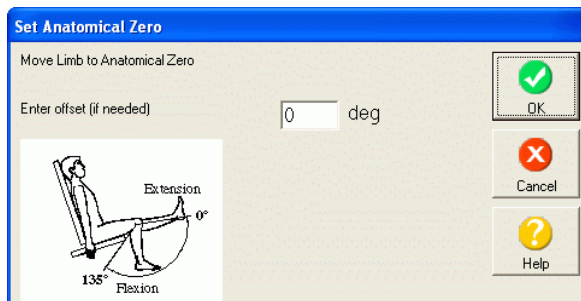 Set Anatomical Zero
Move Limb to Anatomical Zero
Enter offset (if needed)
0
deg
OK
Cancel
Help
Extension
0°
135°
Flexion